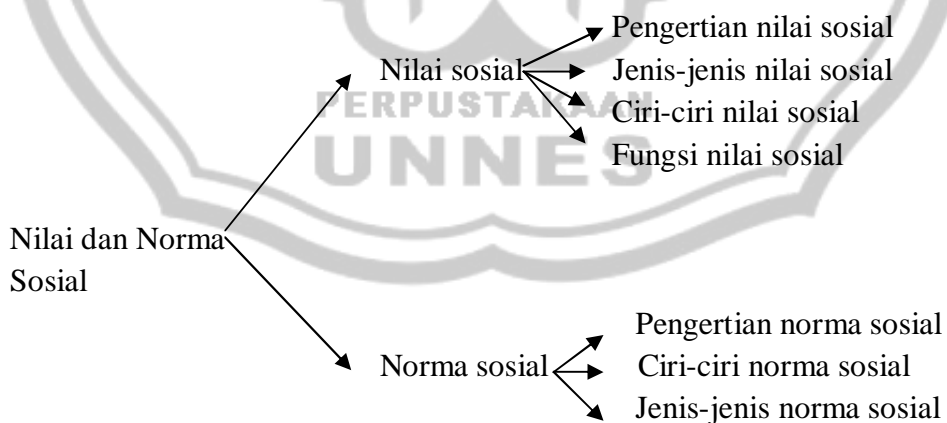 Pengertian nilai sosial
Nilai sosial
Jenis-jenis nilai sosial
PERPUSTAKAAN
Ciri-ciri nilai sosial
UNNES
Fungsi nilai sosial
Nilai dan Norma
Sosial
Pengertian norma sosial
Norma sosial
Ciri-ciri norma sosial
Jenis-jenis norma sosial